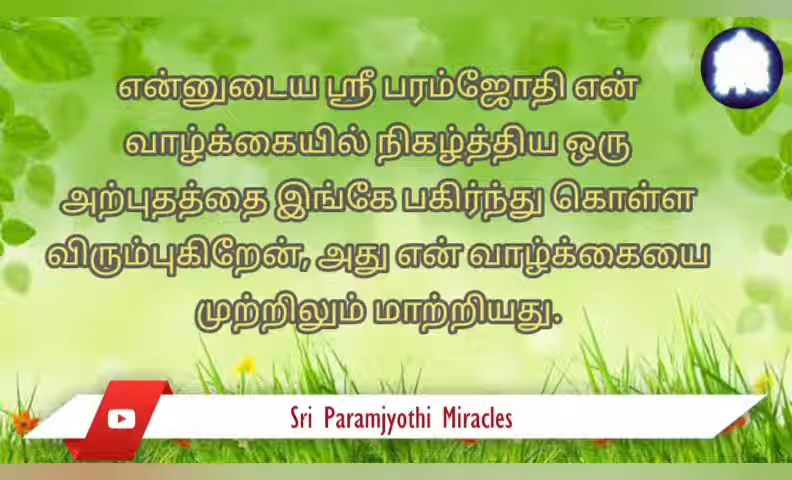 என்னுடைய ஸ்ரீ பரம்ஜோதி என்
வாழ்க்கையில் நிகழ்த்திய ஒரு
அற்புதத்தை இங்கே பகிர்ந்து கொள்ள
விரும்புகிறேன், அது என் வாழ்க்கையை
முற்றிலும் மாற்றியது.
Sri Paramjyothi Miracles